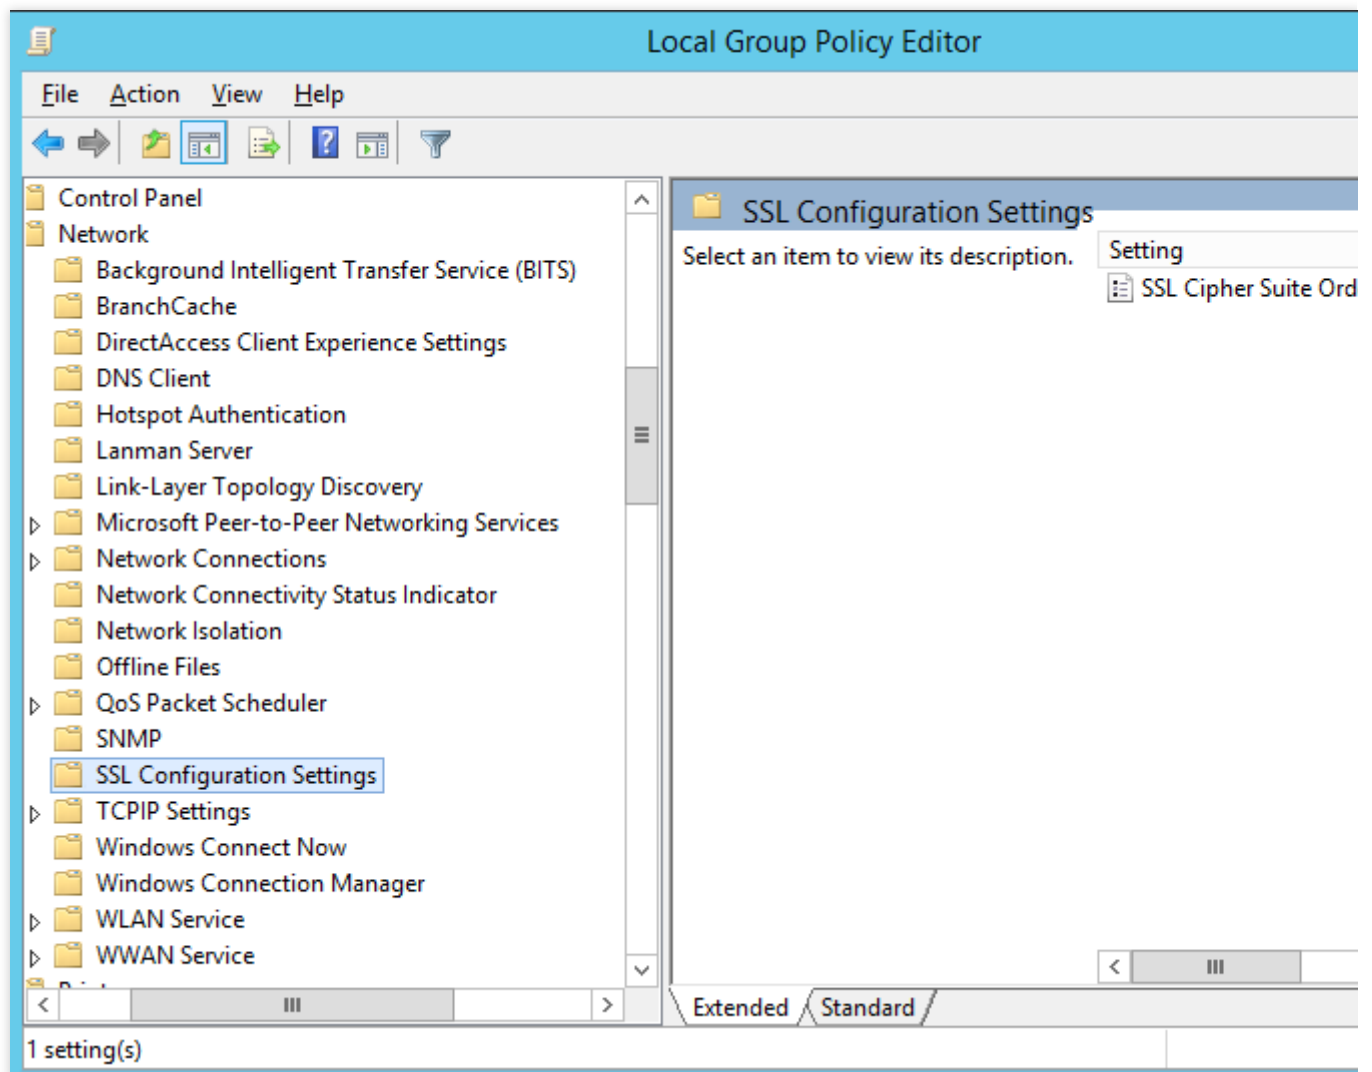 Local Group Policy Editor
File Action View Help
Control Panel
Network
Background Intelligent Transfer Service (BITS)
BranchCache
DirectAccess Client Experience Settings
DNS Client
Hotspot Authentication
Lanman Server
Link-Layer Topology Discovery
Microsoft Peer-to-Peer Networking Services
Network Connections
Network Connectivity Status Indicator
Network Isolation
Offline Files
QoS Packet Scheduler
SNMP
SSL Configuration Settings
TCPIP Settings
Windows Connect Now
Windows Connection Manager
WLAN Service
WWAN Service
SSL Configuration Settings
Select an item to view its description.
Setting
SSL Cipher Suite Ord
Extended Standard
1 setting(s)